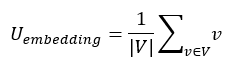 U_embedding = 1/|V| ∑_{v∈V} v